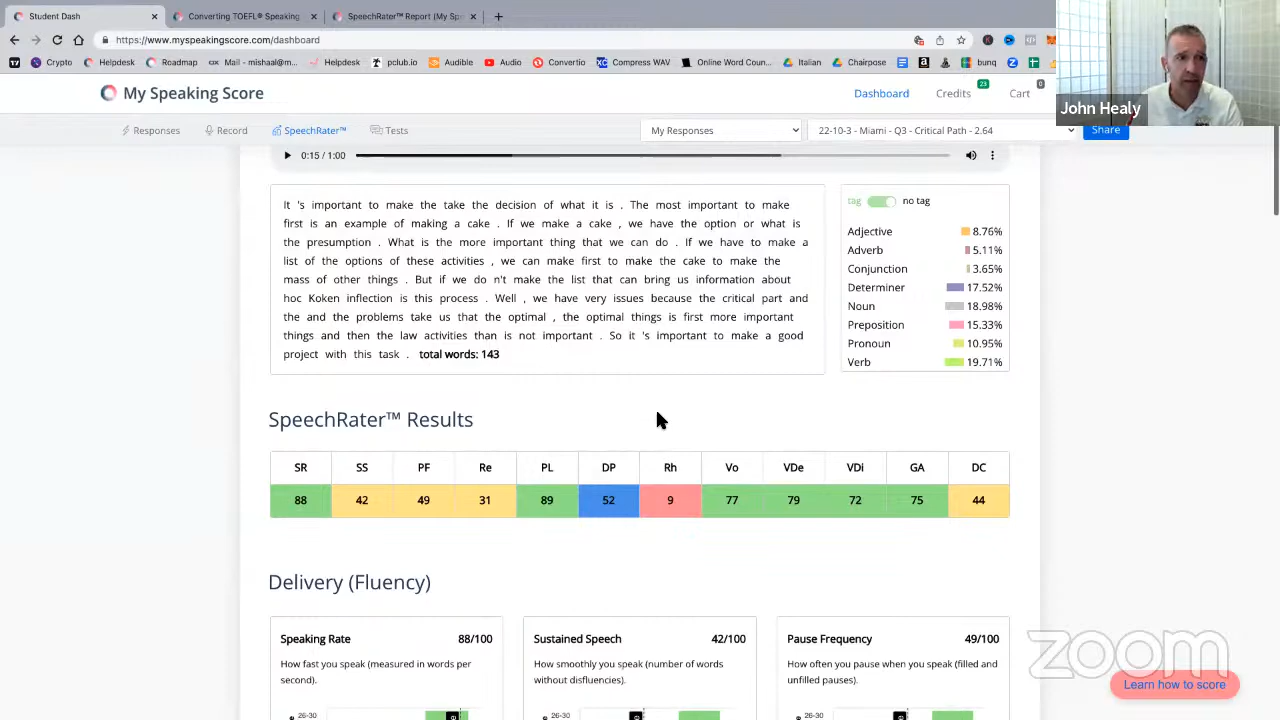 Student Dash
Converting TOEFL® Speaking
SpeechRater™ Report (My Sp
https://www.myspeakingscore.com/dashboard
Crypto Helpdesk Roadmap Mail - mishaal@m... Helpdesk pclub.io Audible Audio Convertio Compress WAV Online Word Coun... Italian Chairpose bunq
My Speaking Score
Dashboard Credits 23 Cart 0
John Healy
Responses Record SpeechRater™ Tests My Responses 22-10-3 - Miami - Q3 - Critical Path - 2.64 Share
0:15 / 1:00
It 's important to make the take the decision of what it is . The most important to make
first is an example of making a cake . If we make a cake , we have the option or what is
the presumption . What is the more important thing that we can do . If we have to make a
list of the options of these activities , we can make first to make the cake to make the
mass of other things . But if we do n't make the list that can bring us information about
hoc Koken inflection is this process . Well , we have very issues because the critical part and
the and the problems take us that the optimal , the optimal things is first more important
things and then the law activities than is not important . So it 's important to make a good
project with this task . total words: 143
tag no tag
Adjective 8.76%
Adverb 5.11%
Conjunction 3.65%
Determiner 17.52%
Noun 18.98%
Preposition 15.33%
Pronoun 10.95%
Verb 19.71%
SpeechRater™ Results
SR SS PF Re PL DP Rh Vo VDe VDi GA DC
88 42 49 31 89 52 9 77 79 72 75 44
Delivery (Fluency)
Speaking Rate 88/100
How fast you speak (measured in words per
second).
26-30
Sustained Speech 42/100
How smoothly you speak (number of words
without disfluencies).
26-30
Pause Frequency 49/100
How often you pause when you speak (filled and
unfilled pauses).
26-30
zoom
Learn how to score